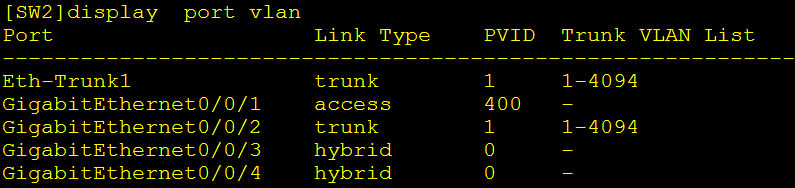 [SW2]display  port vlan
Port                    Link Type    PVID  Trunk VLAN List
-------------------------------------------------------------
Eth-Trunk1              trunk        1     1-4094
GigabitEthernet0/0/1    access       400   -
GigabitEthernet0/0/2    trunk        1     1-4094
GigabitEthernet0/0/3    hybrid       0     -
GigabitEthernet0/0/4    hybrid       0     -